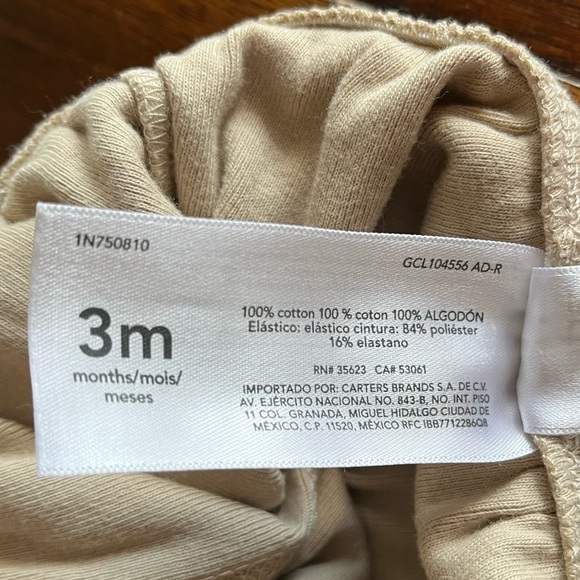 1N750810
GCL104556 AD-R
3m
months/mois/
meses
100% cotton 100 % coton 100% ALGODÓN
Elástico: elástico cintura: 84% poliéster
16% elastano
RN# 35623 CA# 53061
IMPORTADO POR: CARTERS BRANDS S.A. DE C.V.
AV. EJÉRCITO NACIONAL NO. 843-B, NO. INT. PISO
11 COL. GRANADA, MIGUEL HIDALGO CIUDAD DE
MÉXICO, C.P. 11520, MÉXICO RFC IBB7712286Q8